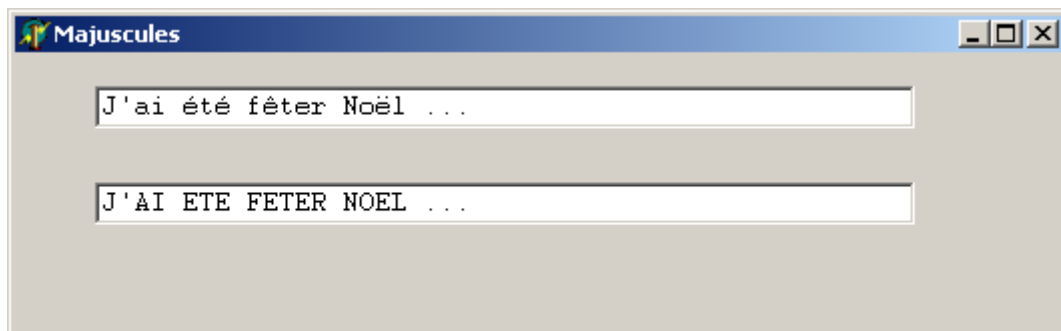 Majuscules
J'ai été fêter Noël ...
J'AI ETE FETER NOEL ...